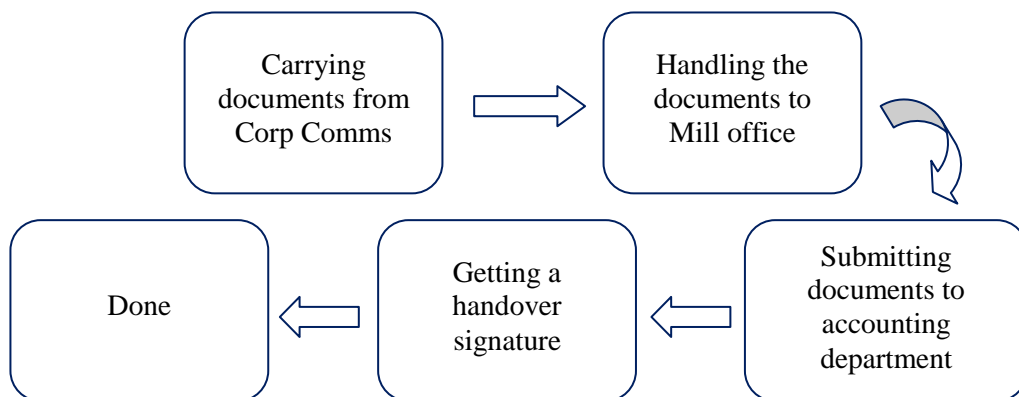 Carrying
documents from
Corp Comms
Handling the
documents to
Mill office
Submitting
documents to
accounting
department
Getting a
handover
signature
Done